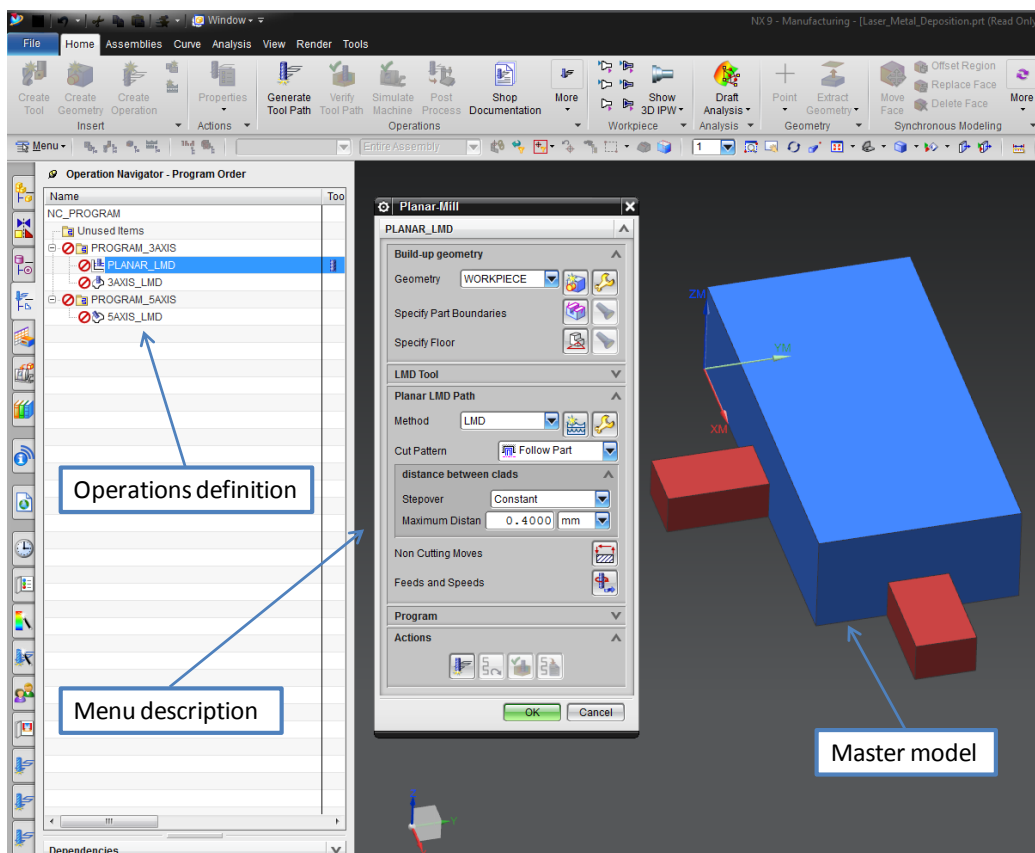 Window
NX 9 - Manufacturing - [Laser_Metal_Deposition.prt (Read Only
File Home Assemblies Curve Analysis View Render Tools
Create Tool
Create Geometry
Create Operation
Properties
Generate Tool Path
Verify Tool Path
Simulate Machine
Post Process
Shop Documentation
More
Show 3D IPW
Draft Analysis
Point
Extract Geometry
Move Face
Offset Region
Replace Face
Delete Face
More
Insert Actions Operations Workpiece Analysis Geometry Synchronous Modeling
Menu Entire Assembly 1
Operation Navigator - Program Order
Name Too
NC_PROGRAM
Unused Items
PROGRAM_3AXIS
PLANAR_LMD
3AXIS_LMD
PROGRAM_5AXIS
5AXIS_LMD
Operations definition
Menu description
Dependencies
Planar-Mill
PLANAR_LMD
Build-up geometry
Geometry WORKPIECE
Specify Part Boundaries
Specify Floor
LMD Tool
Planar LMD Path
Method LMD
Cut Pattern Follow Part
distance between clads
Stepover Constant
Maximum Distan 0.4000 mm
Non Cutting Moves
Feeds and Speeds
Program
Actions
OK Cancel
ZM
YM
XM
Master model
Z
Y